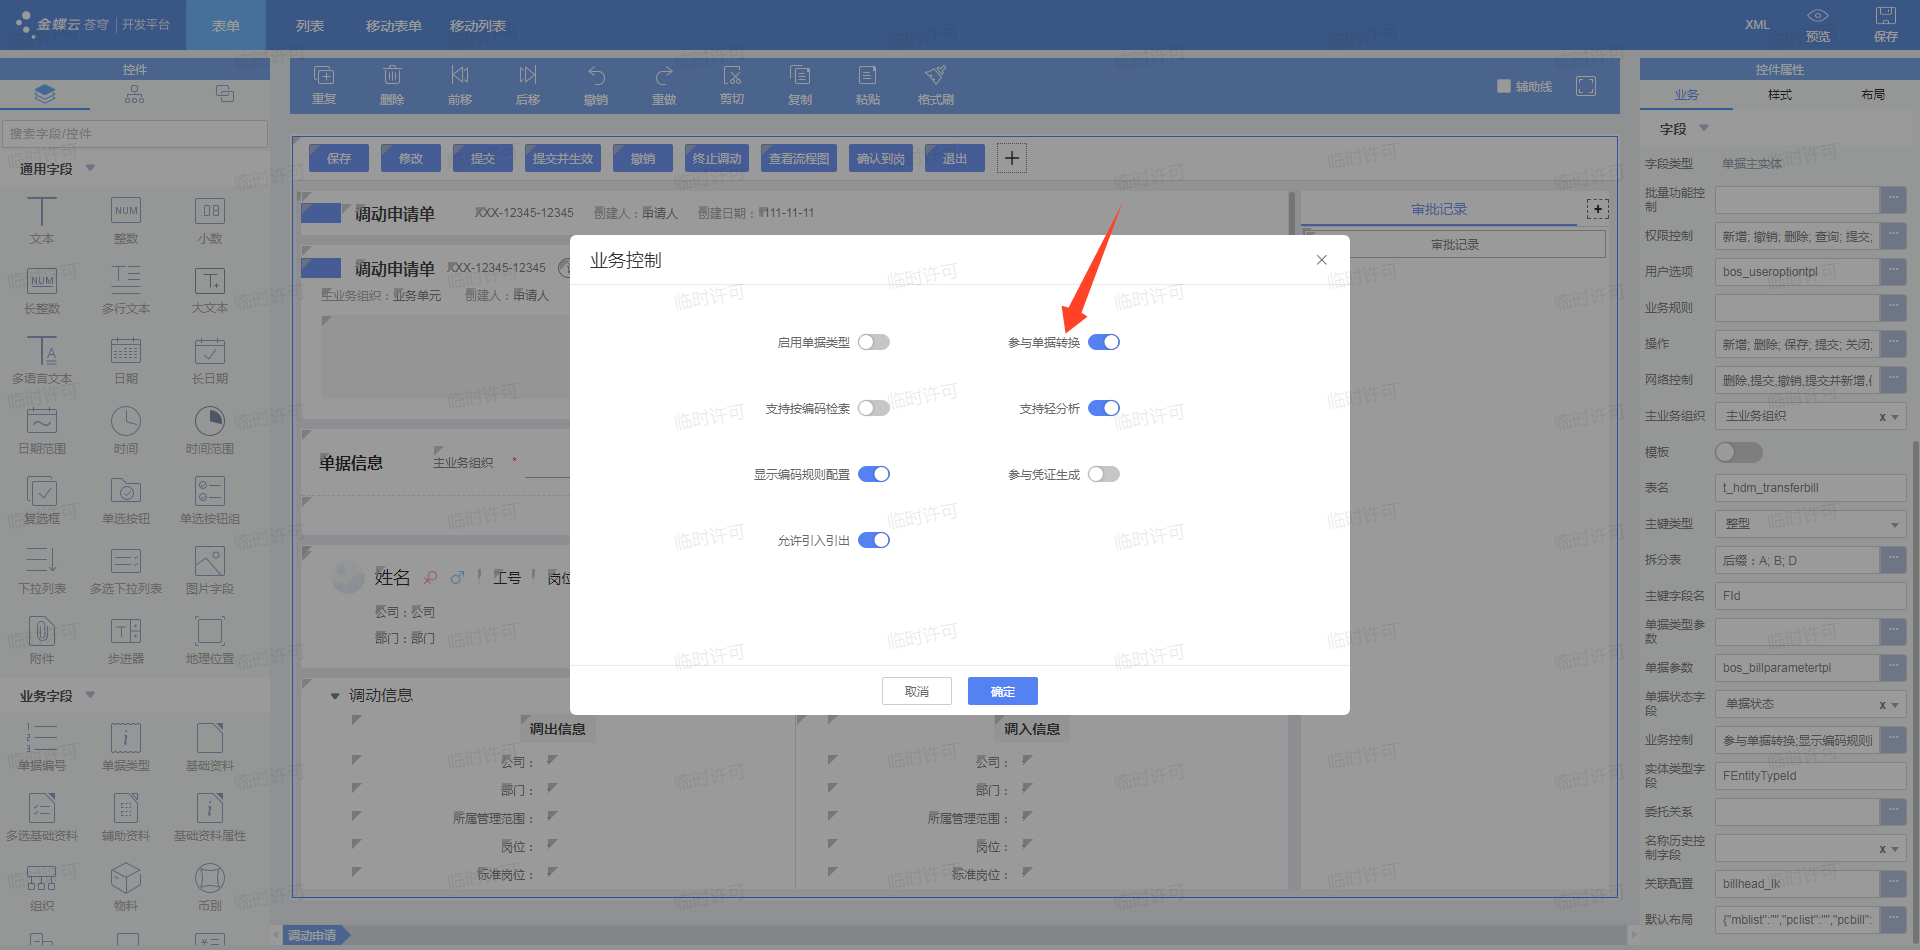 金蝶云 苍穹 | 开发平台
表单
列表
移动表单
移动列表
XML
预览
保存
控件
搜索字段/控件
通用字段
文本
整数
小数
长整数
多行文本
大文本
多语言文本
日期
长日期
日期范围
时间
时间范围
复选框
单选按钮
单选按钮组
下拉列表
多选下拉列表
图片字段
附件
步进器
地理位置
业务字段
单据编号
单据类型
基础资料
多选基础资料
辅助资料
基础资料属性
组织
物料
币别
重复
删除
前移
后移
撤销
重做
剪切
复制
粘贴
格式刷
辅助线
保存
修改
提交
提交并生效
撤销
终止调动
查看流程图
确认到岗
退出
调动申请单
XXX-12345-12345
创建人：申请人
创建日期：1111-11-11
审批记录
审批记录
调动申请单
XXX-12345-12345
主业务组织：业务单元
创建人：申请人
单据信息
主业务组织 *
姓名
工号
岗位
公司：公司
部门：部门
调动信息
调出信息
公司：
部门：
所属管理范围：
岗位：
标准岗位：
调入信息
公司：
部门：
所属管理范围：
岗位：
标准岗位：
调动申请
业务控制
启用单据类型
参与单据转换
支持按编码检索
支持轻分析
显示编码规则配置
参与凭证生成
允许引入引出
取消
确定
控件属性
业务
样式
布局
字段
字段类型 单据主实体
批量功能控制
权限控制 新增; 撤销; 删除; 查询; 提交;
用户选项 bos_useroptiontpl
业务规则
操作 新增; 删除; 保存; 提交; 关闭;
网络控制 删除,提交,撤销,提交并新增,
主业务组织 主业务组织 x
模板
表名 t_hdm_transferbill
主键类型 整型
拆分表 后缀：A; B; D
主键字段名 FId
单据类型参数
单据参数 bos_billparametertpl
单据状态字段 单据状态 x
业务控制 参与单据转换;显示编码规则
实体类型字段 FEntityTypeId
委托关系
名称历史控制字段 x
关联配置 billhead_lk
默认布局 {"mblist":"","pclist":"","pcbill":
临时许可